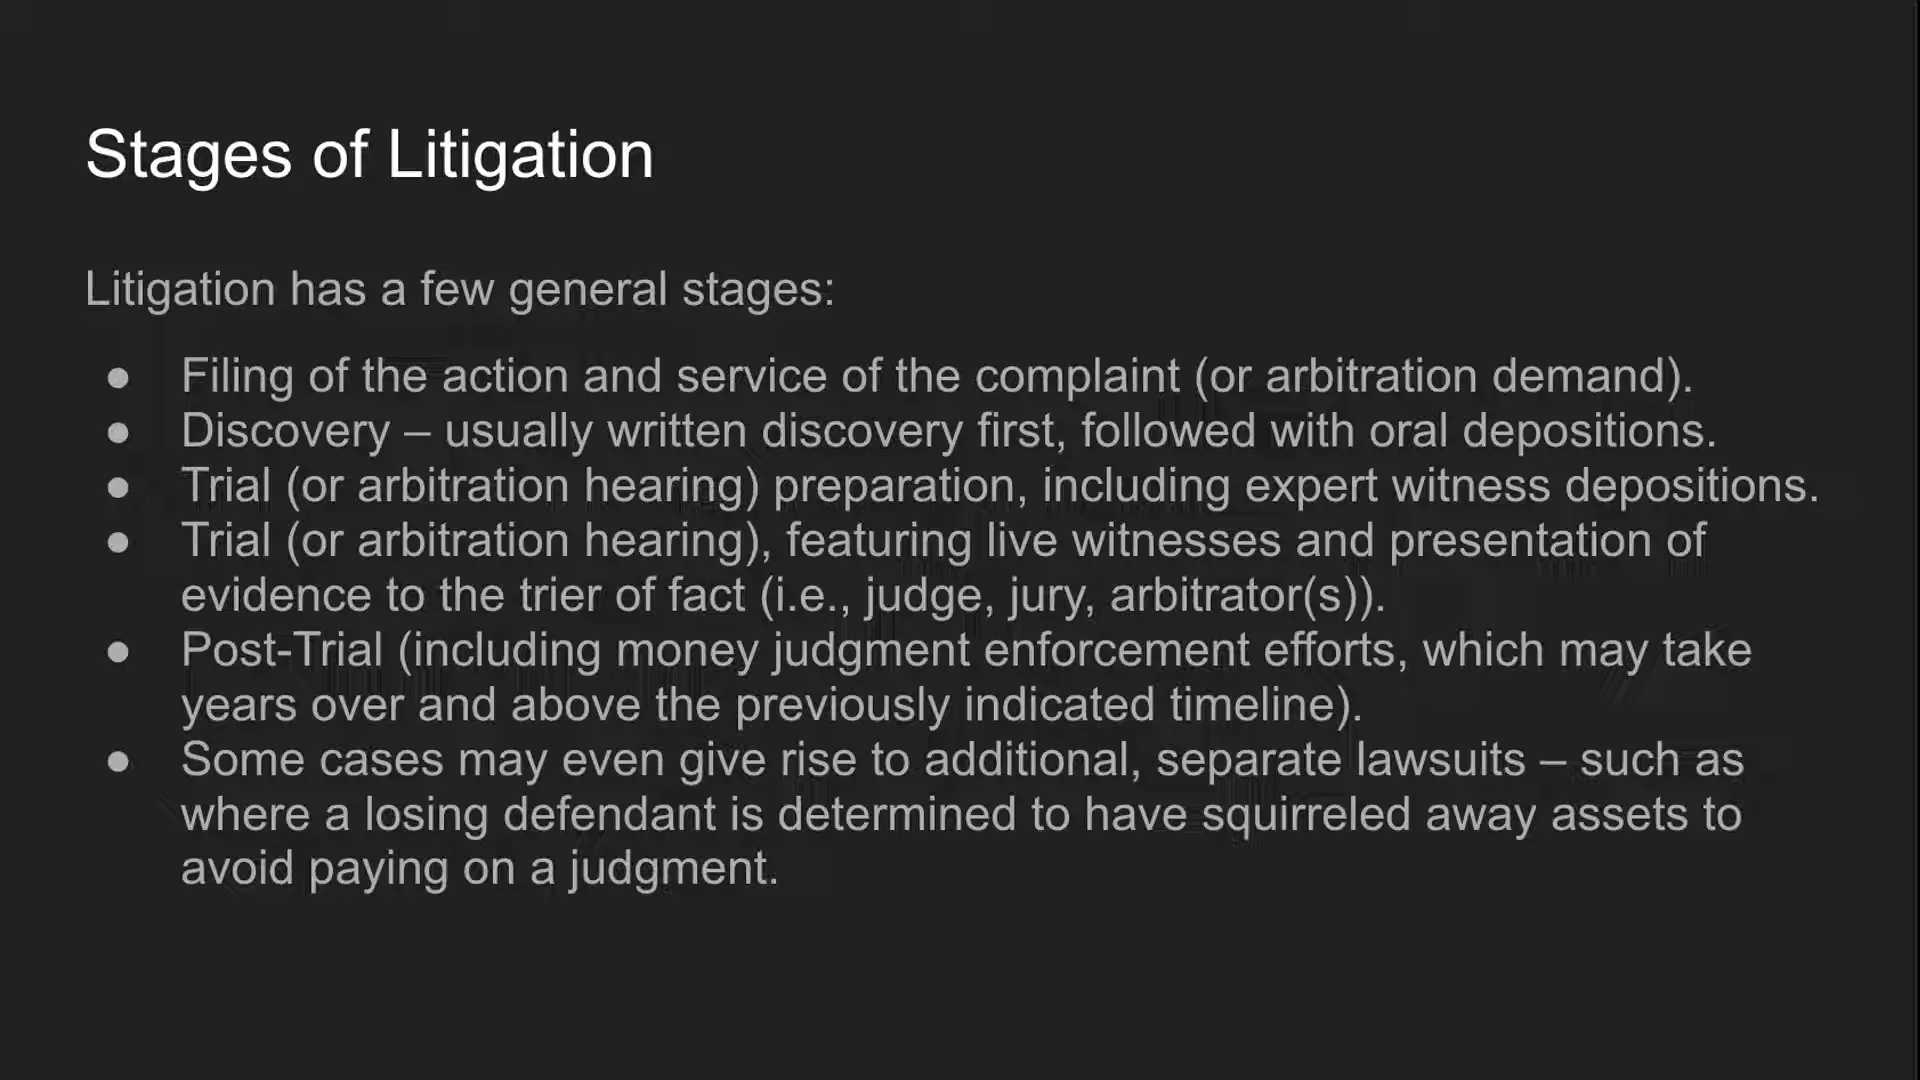 Stages of Litigation
Litigation has a few general stages:
● Filing of the action and service of the complaint (or arbitration demand).
● Discovery – usually written discovery first, followed with oral depositions.
● Trial (or arbitration hearing) preparation, including expert witness depositions.
● Trial (or arbitration hearing), featuring live witnesses and presentation of
evidence to the trier of fact (i.e., judge, jury, arbitrator(s)).
● Post-Trial (including money judgment enforcement efforts, which may take
years over and above the previously indicated timeline).
● Some cases may even give rise to additional, separate lawsuits – such as
where a losing defendant is determined to have squirreled away assets to
avoid paying on a judgment.